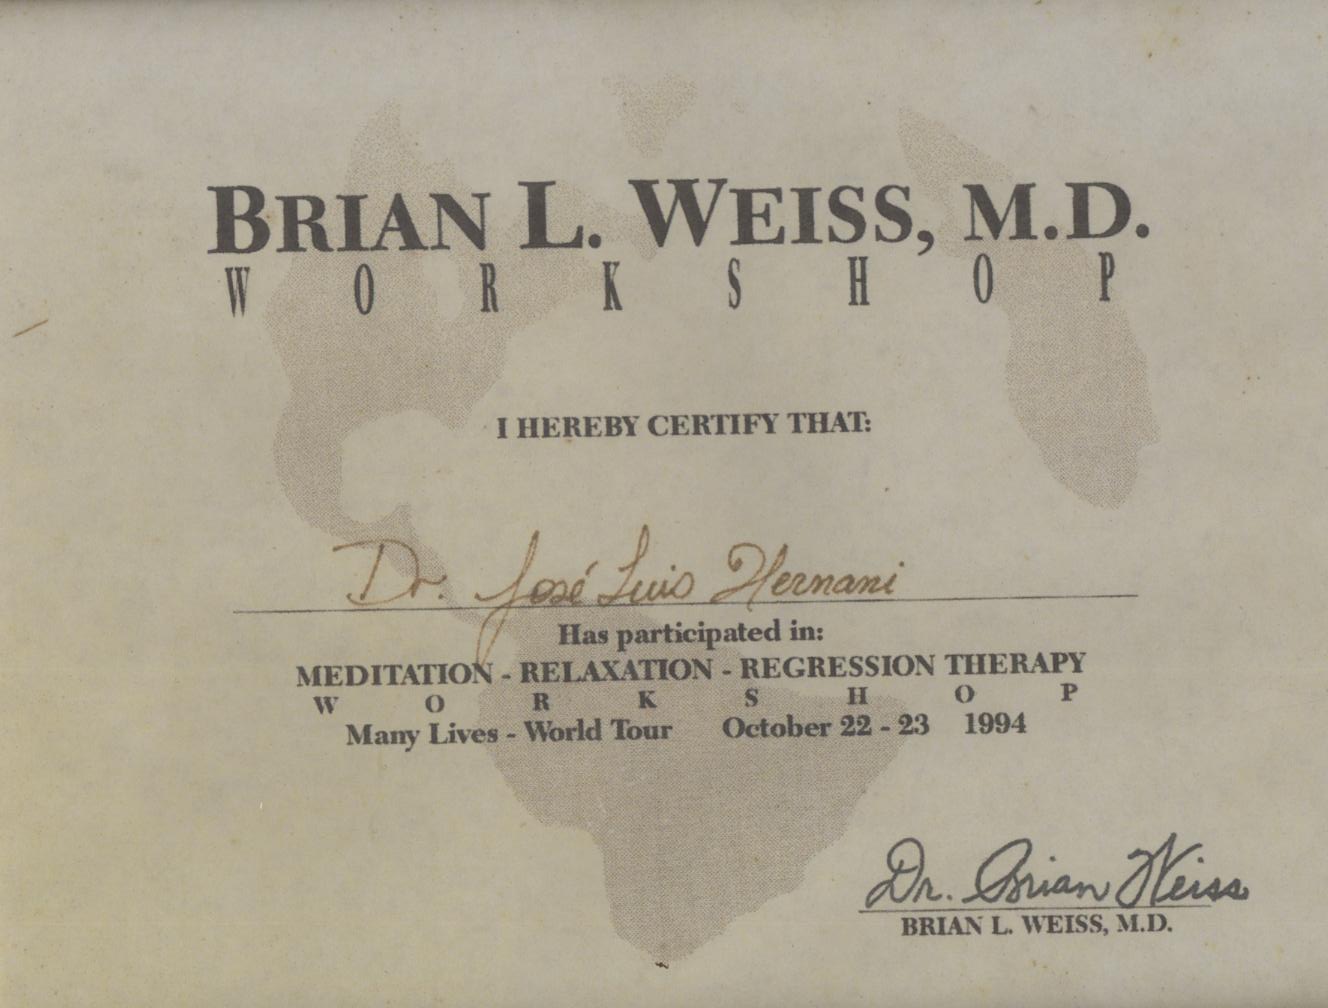 BRIAN L. WEISS, M.D.
WORKSHOP
I HEREBY CERTIFY THAT:
Dr. José Luis Hernani
Has participated in:
MEDITATION - RELAXATION - REGRESSION THERAPY
WORKSHOP
Many Lives - World Tour October 22 - 23 1994
Dr. Brian Weiss
BRIAN L. WEISS, M.D.